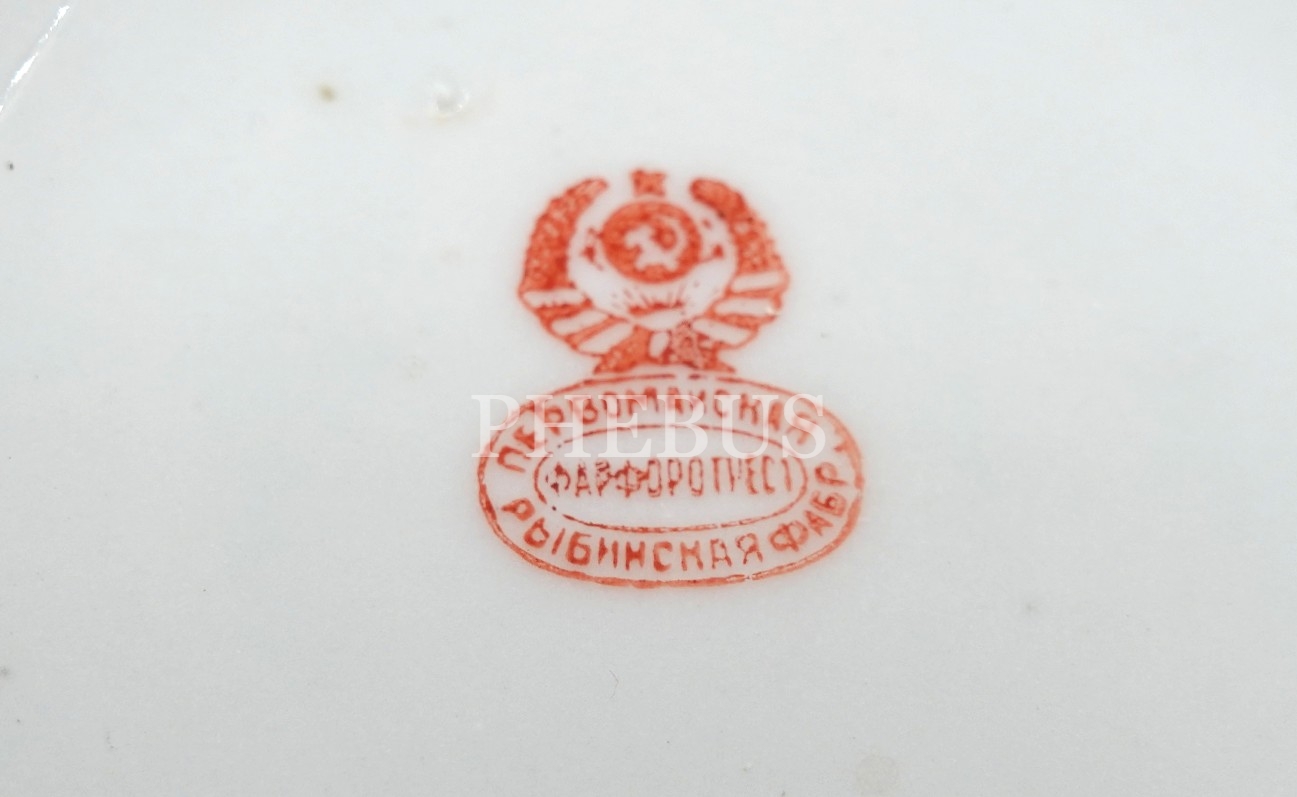 ПЕРВОМАЙСКАЯ
ФАРФОРОТРЕСТ
РЫБИНСКАЯ ФАБР
PHEBUS